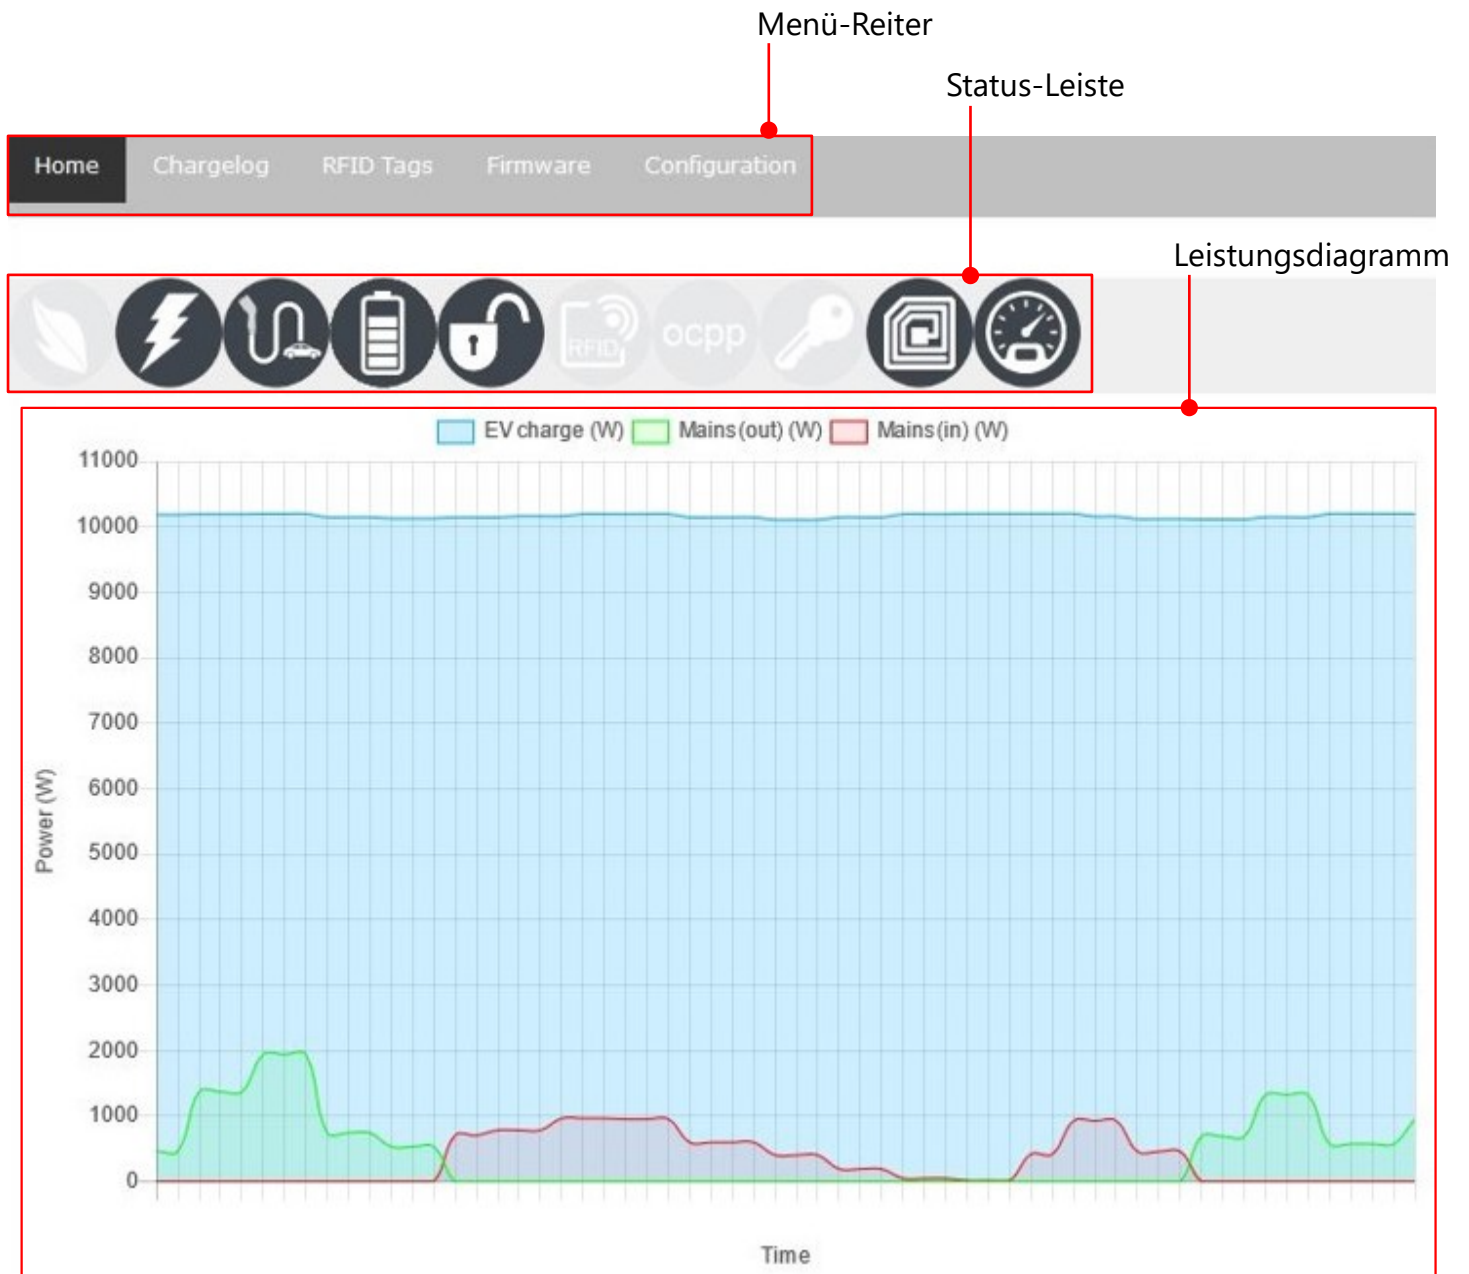 Menü-Reiter
Status-Leiste
Home Chargelog RFID Tags Firmware Configuration
Leistungsdiagramm
RFID ocpp
EV charge (W) Mains(out) (W) Mains(in) (W)
11000
10000
9000
8000
7000
6000
5000
4000
3000
2000
1000
0
Power (W)
Time